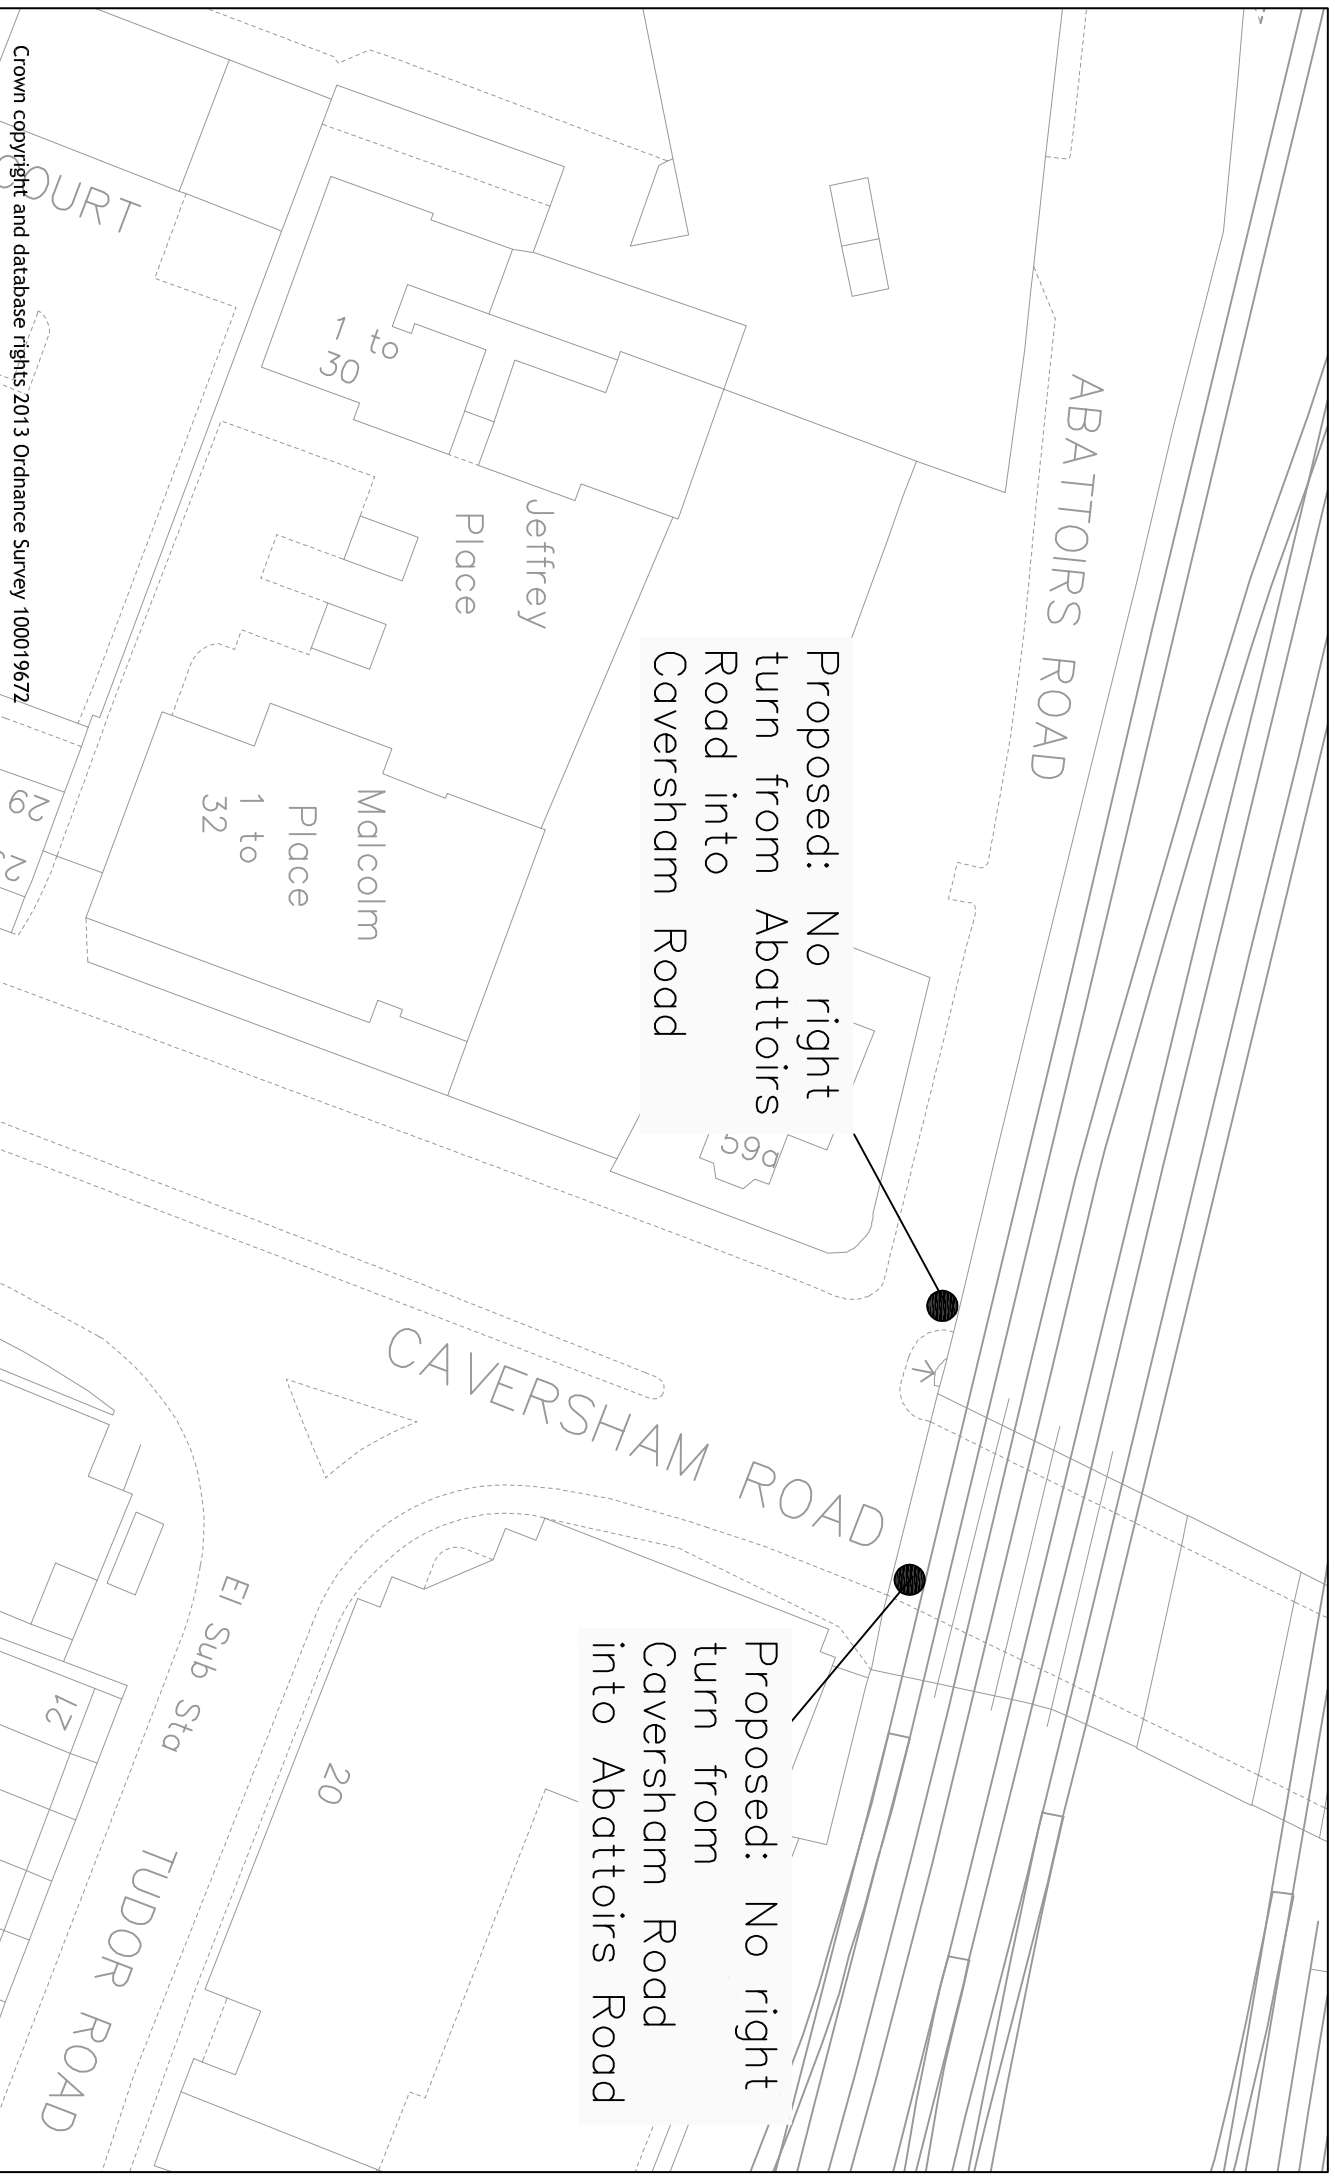 ABATTOIRS ROAD
Proposed: No right
turn from Abattoirs
Road into
Caversham Road
Proposed: No right
turn from
Caversham Road
into Abattoirs Road
Jeffrey
Place
1 to
30
Malcolm
Place
1 to
32
59a
CAVERSHAM ROAD
COURT
29
El Sub Sta
20
21
TUDOR ROAD
Crown copyright and database rights 2013 Ordnance Survey 100019672